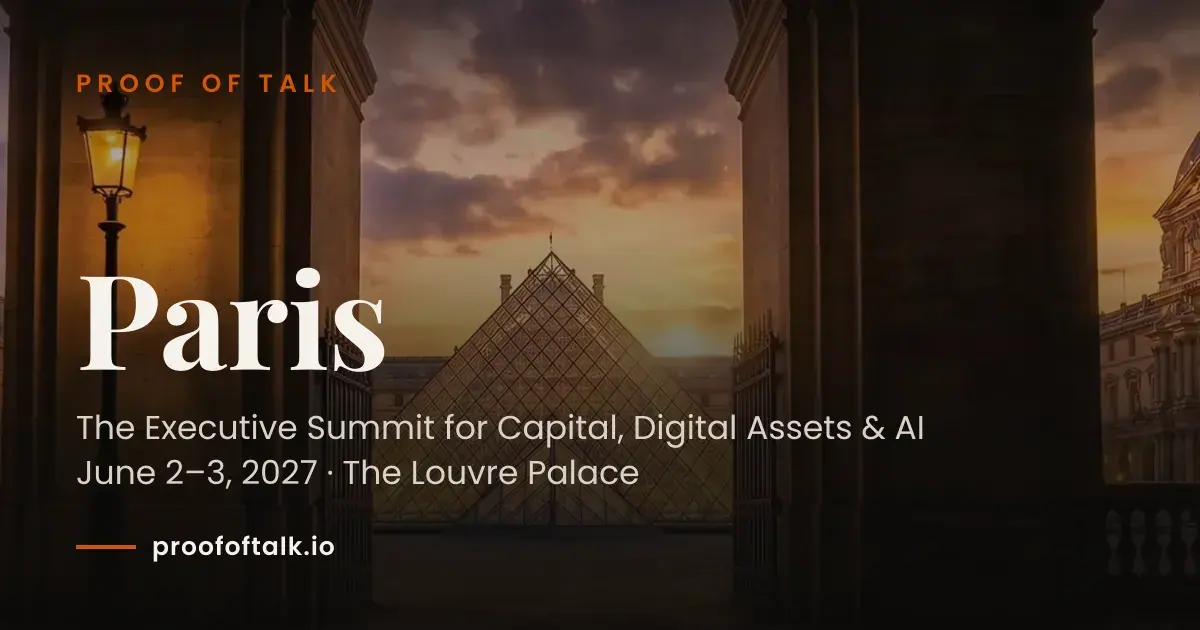 PROOF OF TALK
Paris
The Executive Summit for Capital, Digital Assets & AI
June 2–3, 2027 · The Louvre Palace
proofoftalk.io